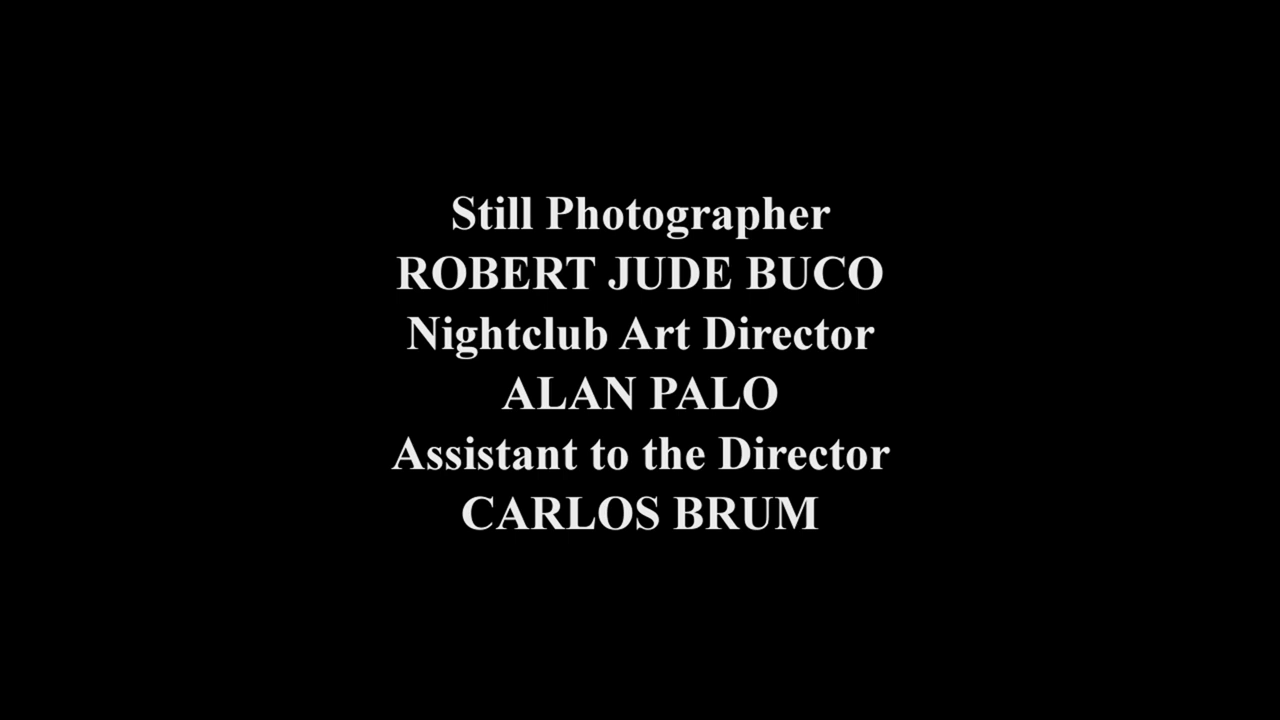 Still Photographer
ROBERT JUDE BUCO
Nightclub Art Director
ALAN PALO
Assistant to the Director
CARLOS BRUM